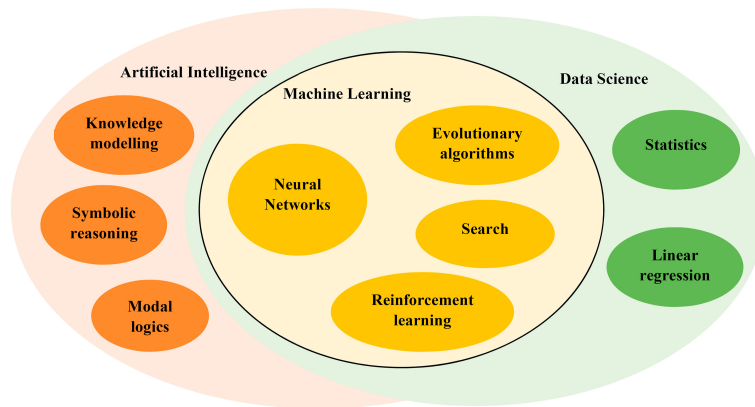 Artificial Intelligence
Knowledge
modelling
Symbolic
reasoning
Modal
logics
Machine Learning
Neural
Networks
Evolutionary
algorithms
Search
Reinforcement
learning
Data Science
Statistics
Linear
regression